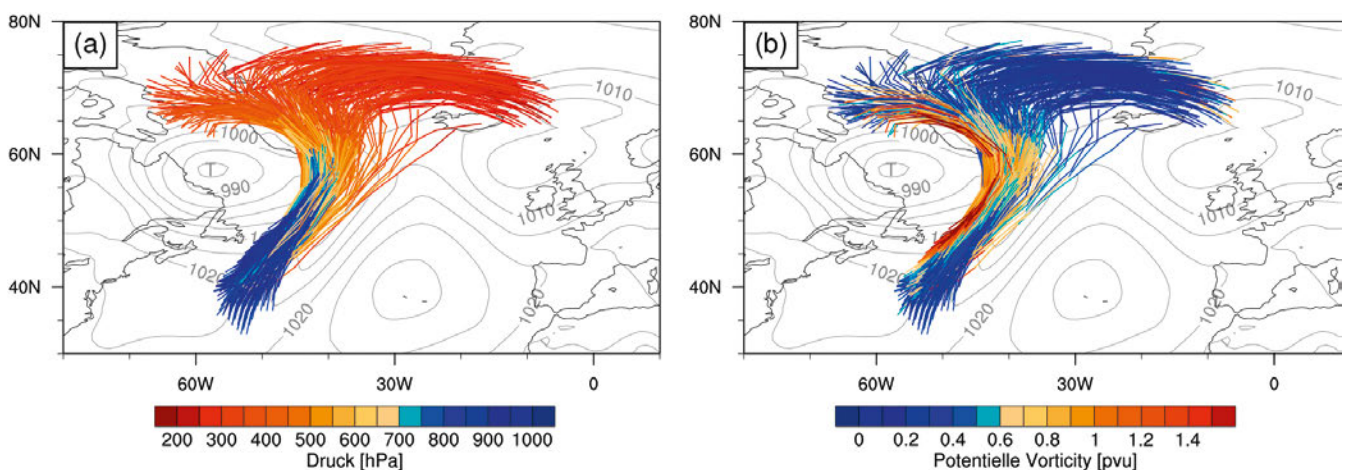 (a)
80N
60N
40N
1010
1000
T
990
1010
1020
1020
60W
30W
0
200 300 400 500 600 700 800 900 1000
Druck [hPa]
(b)
80N
60N
40N
1010
1000
T
990
1010
1020
1020
60W
30W
0
0 0.2 0.4 0.6 0.8 1 1.2 1.4
Potentielle Vorticity [pvu]